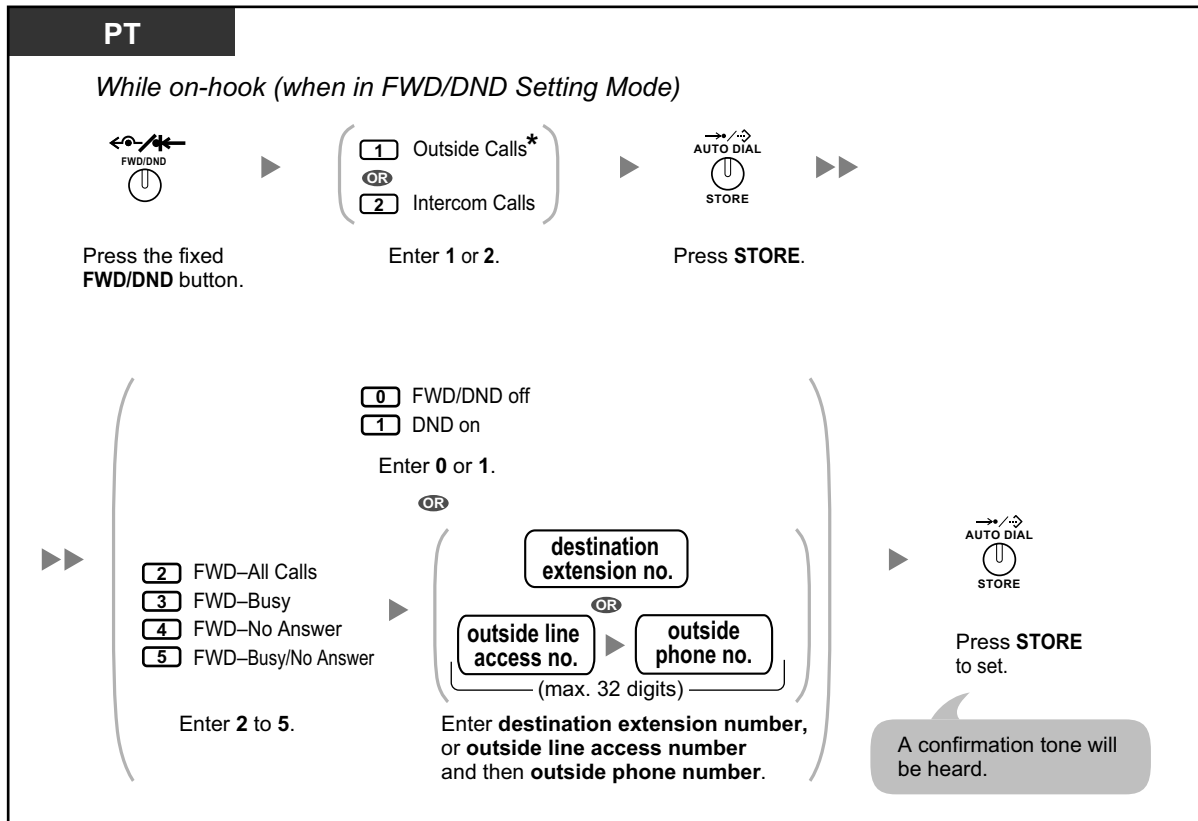 PT
While on-hook (when in FWD/DND Setting Mode)
FWD/DND
Press the fixed
FWD/DND button.
1 Outside Calls*
OR
2 Intercom Calls
Enter 1 or 2.
AUTO DIAL
STORE
Press STORE.
0 FWD/DND off
1 DND on
Enter 0 or 1.
OR
2 FWD–All Calls
3 FWD–Busy
4 FWD–No Answer
5 FWD–Busy/No Answer
Enter 2 to 5.
destination
extension no.
OR
outside line
access no.
outside
phone no.
(max. 32 digits)
Enter destination extension number,
or outside line access number
and then outside phone number.
AUTO DIAL
STORE
Press STORE
to set.
A confirmation tone will
be heard.